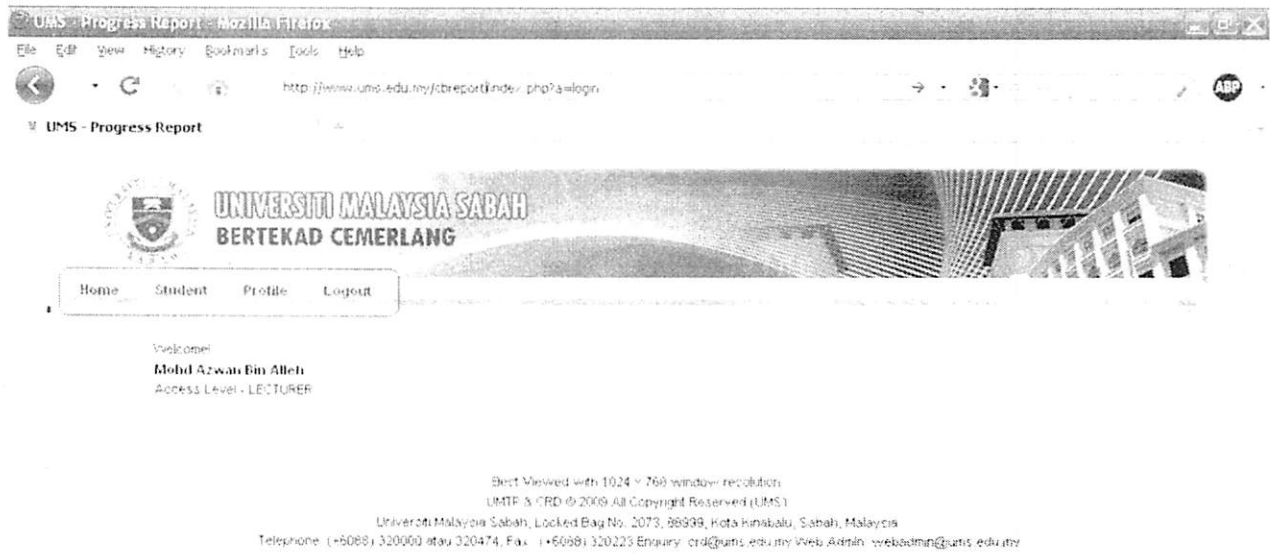 UMS - Progress Report - Mozilla Firefox
File Edit View History Bookmarks Tools Help
http://www.ums.edu.my/cbreport/index.php?a=login
ABP
UMS - Progress Report
UNIVERSITI MALAYSIA SABAH
BERTEKAD CEMERLANG
Home Student Profile Logout
Welcome!
Mohd Azwan Bin Alleh
Access Level - LECTURER
Best Viewed with 1024 x 768 window resolution
UMTP & CRD © 2009 All Copyright Reserved (UMS)
Universiti Malaysia Sabah, Locked Bag No. 2073, 88999, Kota Kinabalu, Sabah, Malaysia
Telephone: (+6088) 320000 atau 320474, Fax: (+6088) 320223 Enquiry: crd@ums.edu.my Web Admin: webadmin@ums.edu.my